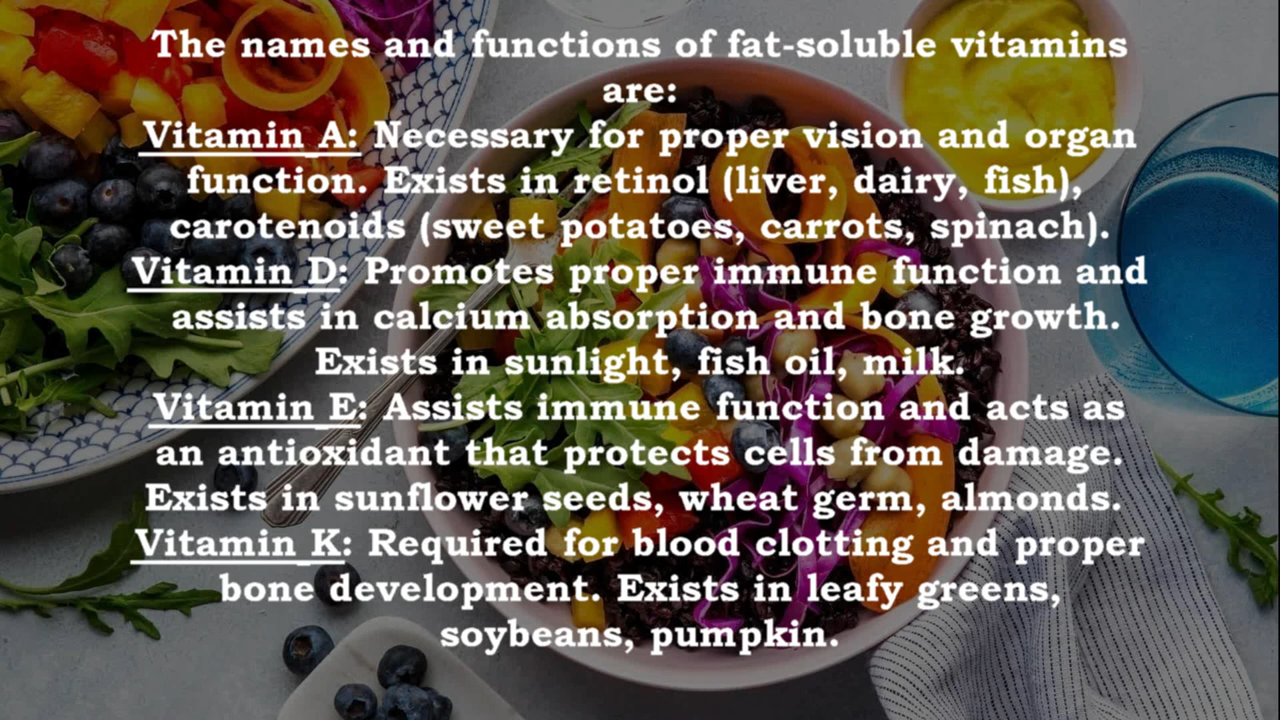 The names and functions of fat-soluble vitamins
are:
Vitamin A: Necessary for proper vision and organ
function. Exists in retinol (liver, dairy, fish),
carotenoids (sweet potatoes, carrots, spinach).
Vitamin D: Promotes proper immune function and
assists in calcium absorption and bone growth.
Exists in sunlight, fish oil, milk.
Vitamin E: Assists immune function and acts as
an antioxidant that protects cells from damage.
Exists in sunflower seeds, wheat germ, almonds.
Vitamin K: Required for blood clotting and proper
bone development. Exists in leafy greens,
soybeans, pumpkin.